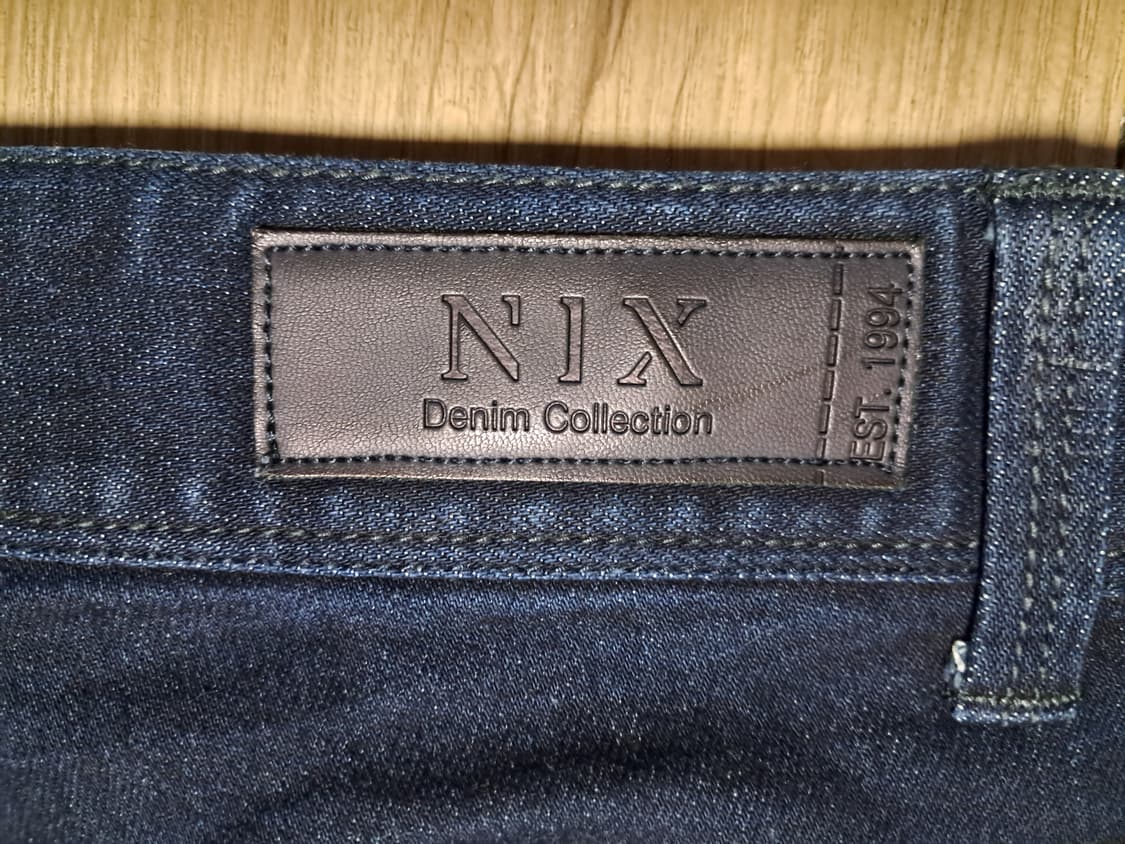 NIX
Denim Collection
EST. 1994